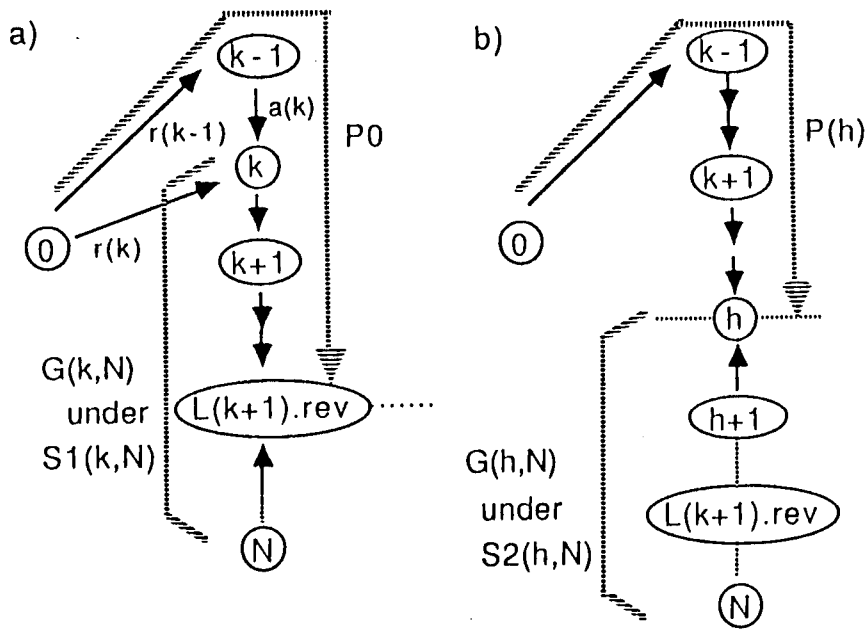 a)
k-1
a(k)
r(k-1)
P0
k
0
r(k)
k+1
G(k,N)
under
S1(k,N)
L(k+1).rev
N
b)
k-1
P(h)
k+1
0
h
h+1
G(h,N)
under
S2(h,N)
L(k+1).rev
N